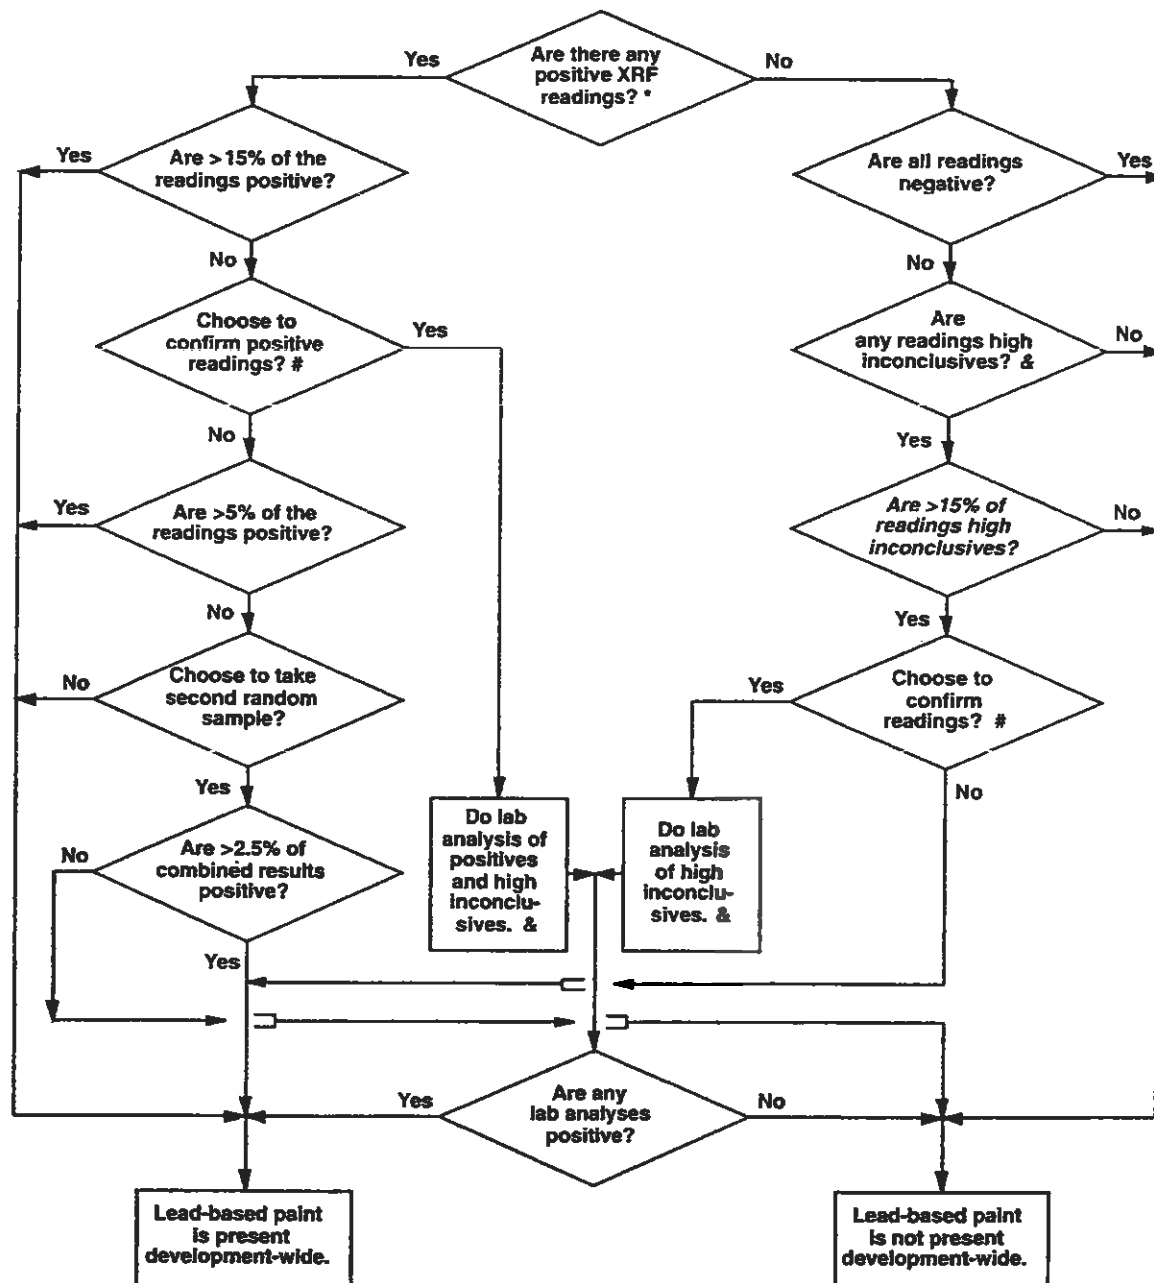 Are there any
positive XRF
readings? *
Yes
No
Are >15% of the
readings positive?
Yes
No
Are all readings
negative?
Yes
No
Choose to
confirm positive
readings? #
Yes
No
Are
any readings high
inconclusives? &
No
Yes
Are >5% of the
readings positive?
Yes
No
Are >15% of
readings high
inconclusives?
No
Yes
Choose to take
second random
sample?
No
Yes
Choose to
confirm
readings? #
Yes
No
Are >2.5% of
combined results
positive?
No
Yes
Do lab
analysis of
positives
and high
inconclu-
sives. &
Do lab
analysis
of high
inconclu-
sives. &
Are any
lab analyses
positive?
Yes
No
Lead-based paint
is present
development-wide.
Lead-based paint
is not present
development-wide.